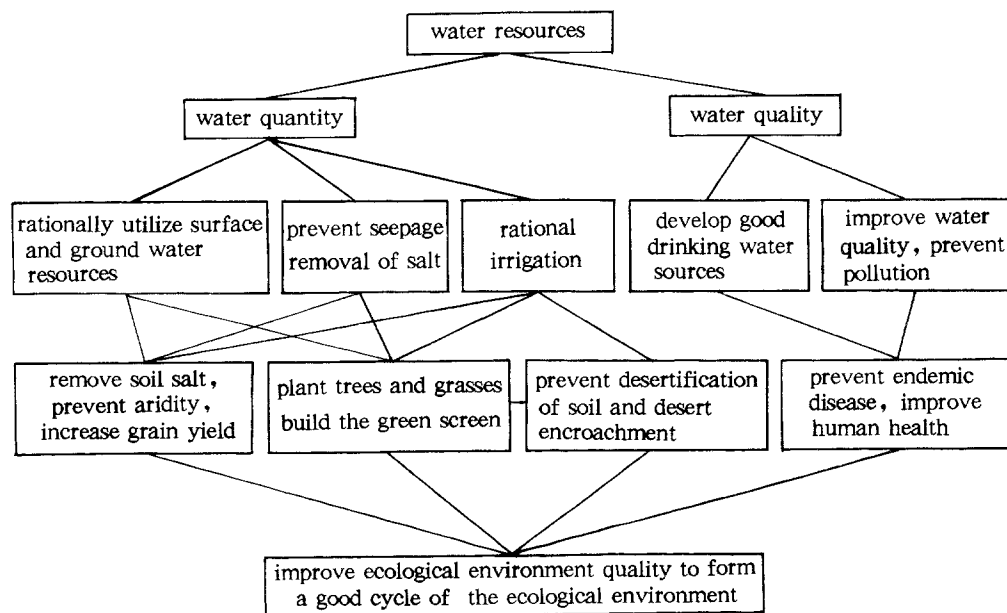 water resources
water quantity
water quality
rationally utilize surface
and ground water
resources
prevent seepage
removal of salt
rational
irrigation
develop good
drinking water
sources
improve water
quality, prevent
pollution
remove soil salt,
prevent aridity,
increase grain yield
plant trees and grasses
build the green screen
prevent desertification
of soil and desert
encroachment
prevent endemic
disease, improve
human health
improve ecological environment quality to form
a good cycle of the ecological environment